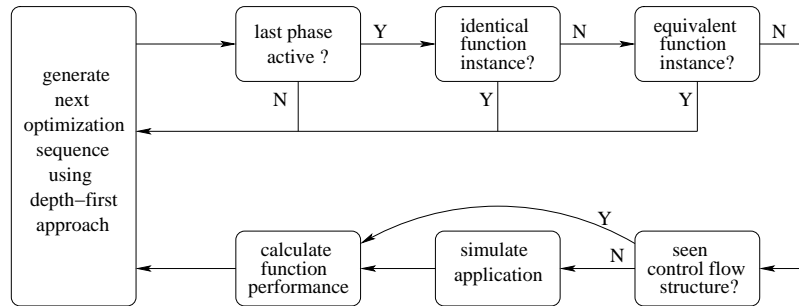 generate
next
optimization
sequence
using
depth-first
approach
last phase
active ?
Y
N
identical
function
instance?
N
Y
equivalent
function
instance?
N
Y
calculate
function
performance
simulate
application
Y
N
seen
control flow
structure?